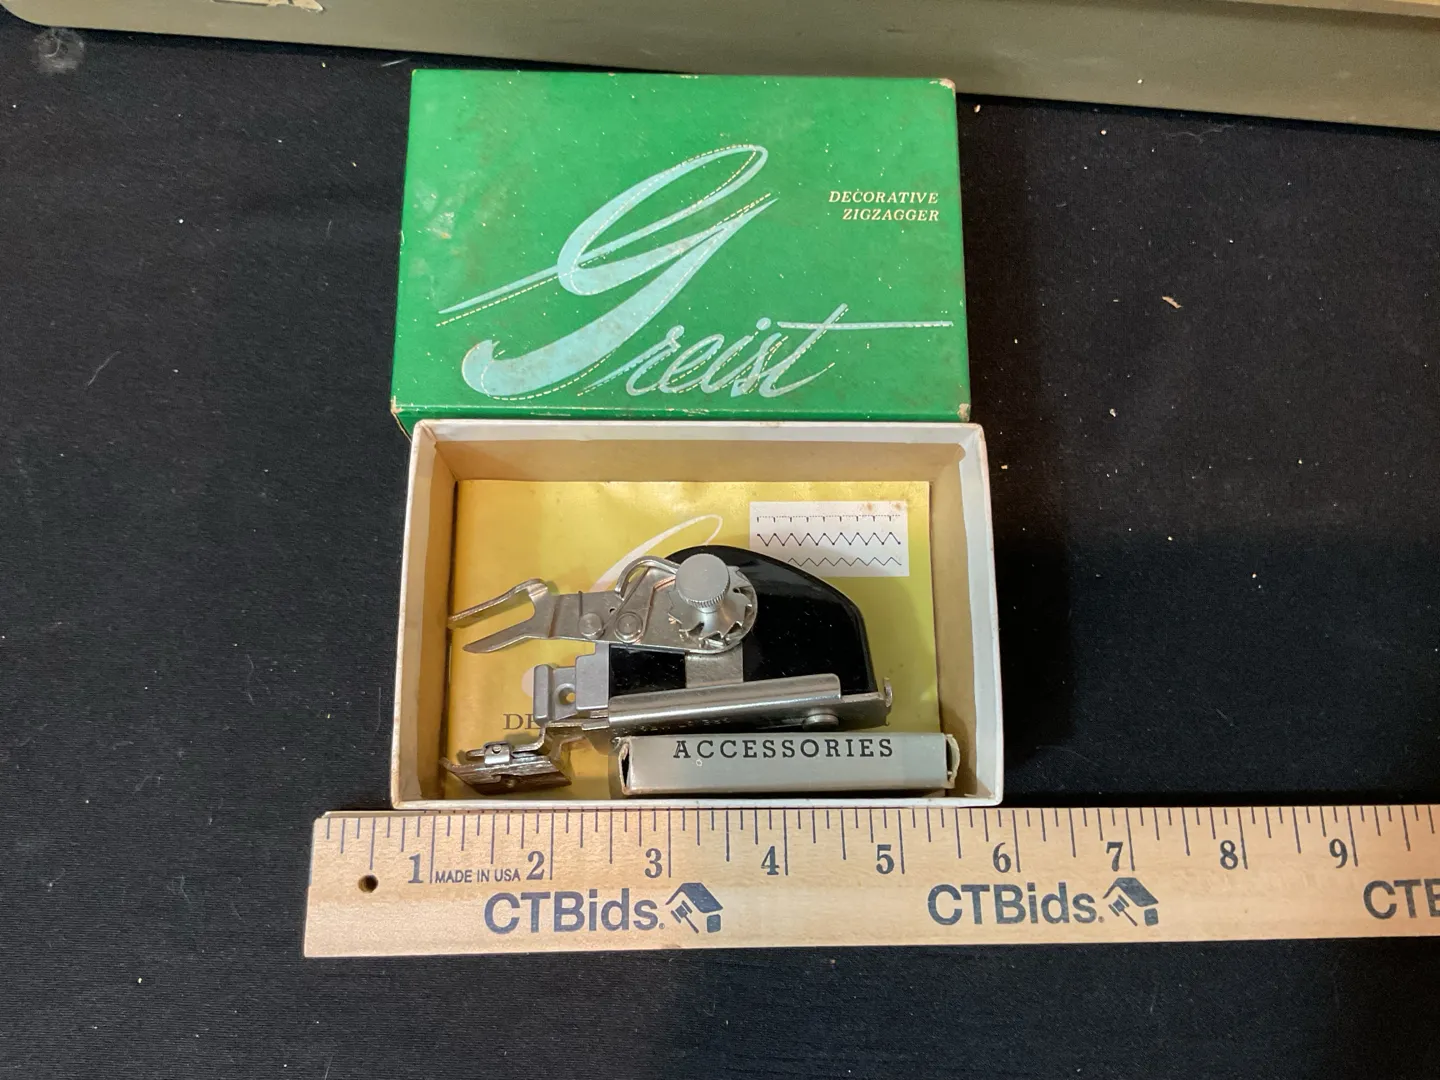 DECORATIVE
ZIGZAGGER
Greist
ACCESSORIES
1 2 3 4 5 6 7 8 9
MADE IN USA
CTBids. CTBids.